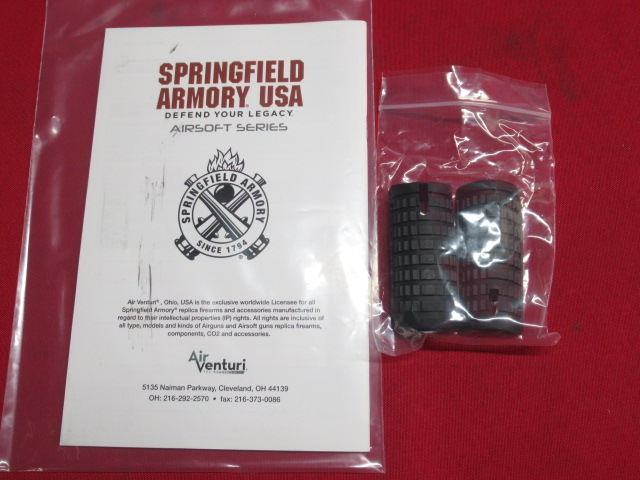 SPRINGFIELD
ARMORY® USA
DEFEND YOUR LEGACY
AIRSOFT SERIES
SPRINGFIELD ARMORY
SINCE 1794
®
Air Venturi®, Ohio, USA is the exclusive worldwide Licensee for all
Springfield Armory® replica firearms and accessories manufactured in
regard to their intellectual properties (IP) rights. All rights are inclusive of
all type, models and kinds of Airguns and Airsoft guns replica firearms,
components, CO2 and accessories.
Air
Venturi
5135 Naiman Parkway, Cleveland, OH 44139
OH: 216-292-2570 • fax: 216-373-0086